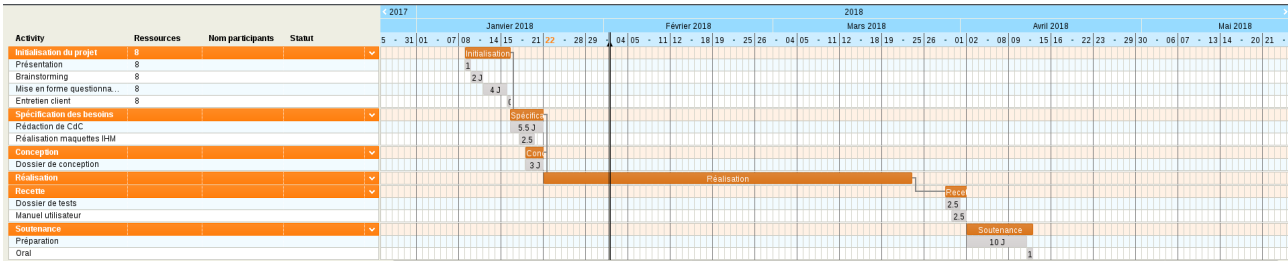 2017 2018
Janvier 2018 Février 2018 Mars 2018 Avril 2018 Mai 2018
Activity Ressources Nom participants Statut 5 - 31 01 - 07 08 - 14 15 - 21 22 - 28 29 - 04 05 - 11 12 - 18 19 - 25 26 - 04 05 - 11 12 - 18 19 - 25 26 - 01 02 - 08 09 - 15 16 - 22 23 - 29 30 - 06 07 - 13 14 - 20 21 -
Initialisation du projet 8 Initialisation
Présentation 8 1
Brainstorming 8 2 J
Mise en forme questionna... 8 4 J
Entretien client 8
Spécification des besoins Spécifica
Rédaction de CdC 5.5 J
Réalisation maquettes IHM 2.5
Conception Con
Dossier de conception 3 J
Réalisation Réalisation
Recette Recet
Dossier de tests 2.5
Manuel utilisateur 2.5
Soutenance Soutenance
Préparation 10 J
Oral 1